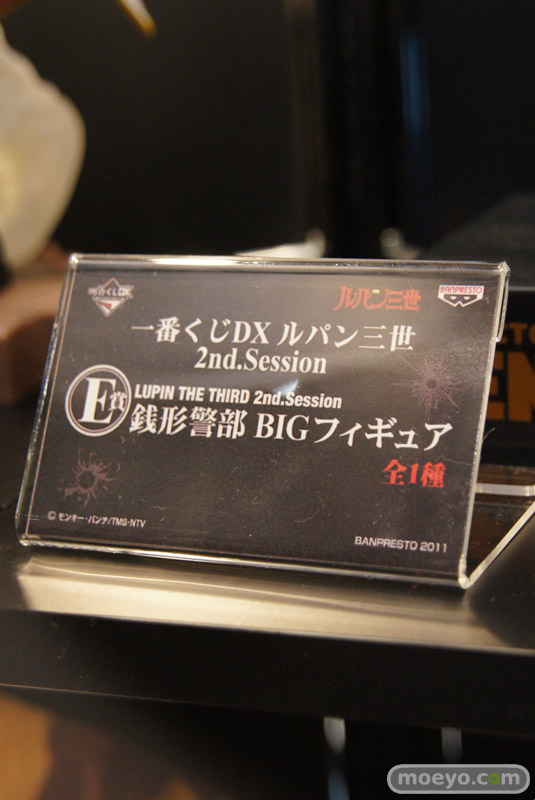 一番くじDX
ルパン三世
BANPRESTO
一番くじDX ルパン三世
2nd.Session
E賞
LUPIN THE THIRD 2nd.Session
銭形警部 BIGフィギュア
全1種
© モンキー・パンチ/TMS・NTV
BANPRESTO 2011
moeyo.com